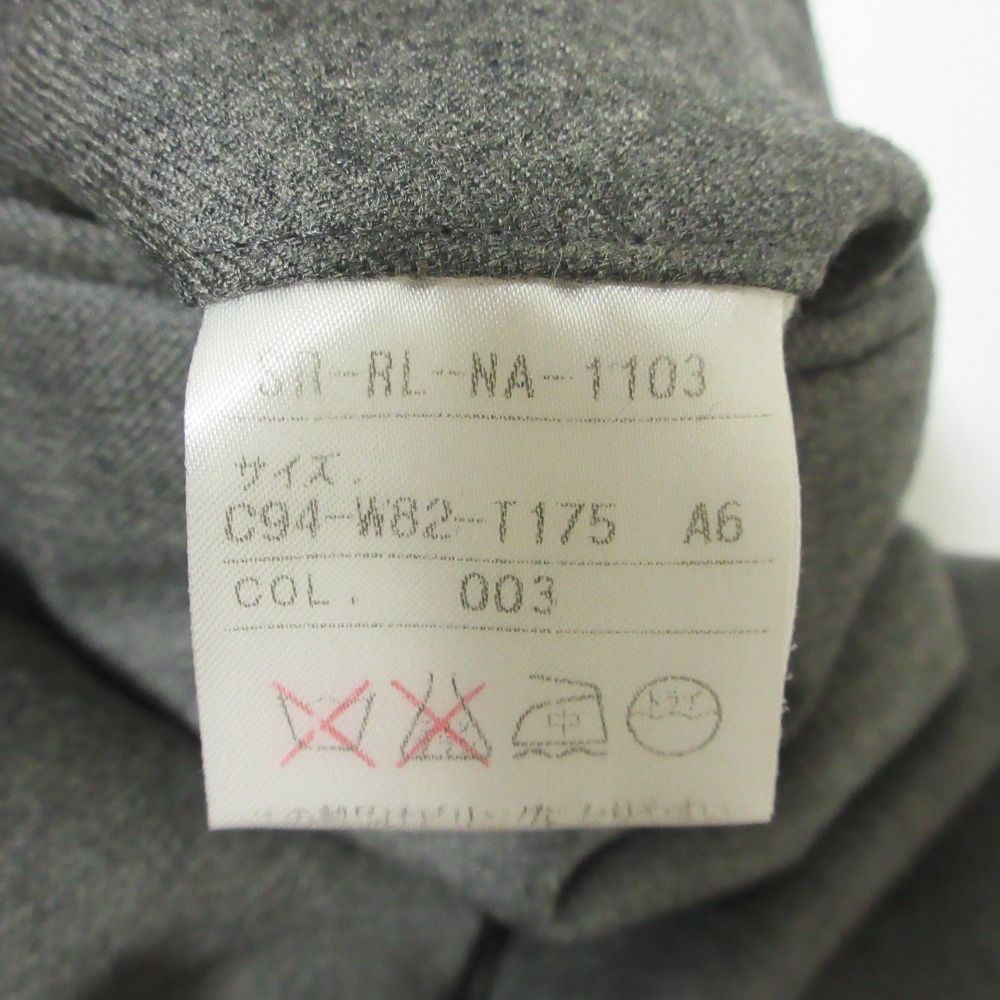 SR-RL-NA-1103
サイズ.
C94-W82-T175 A6
COL. 003
中 ドライ